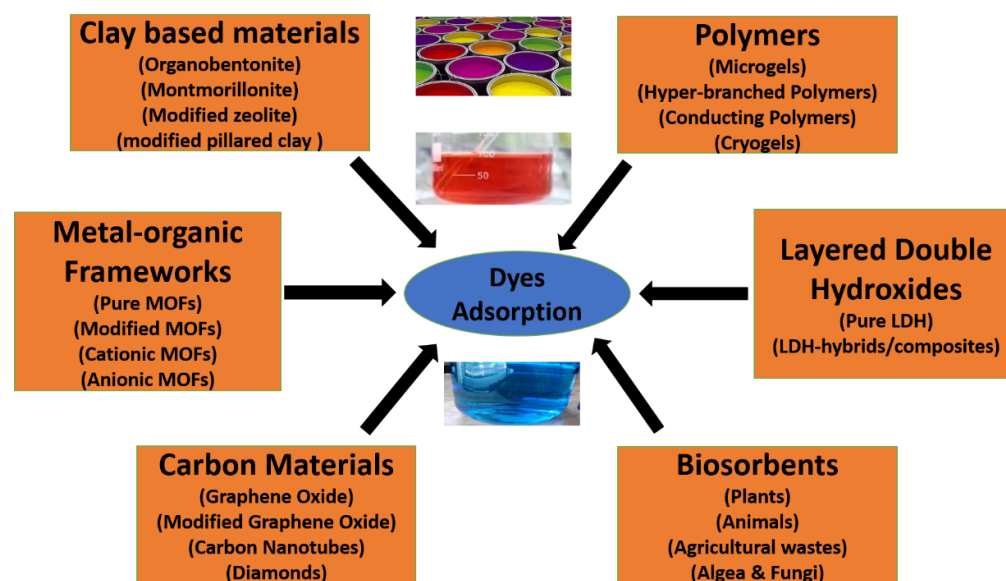 Clay based materials
(Organobentonite)
(Montmorillonite)
(Modified zeolite)
(modified pillared clay )
Polymers
(Microgels)
(Hyper-branched Polymers)
(Conducting Polymers)
(Cryogels)
100
50
Metal-organic
Frameworks
(Pure MOFs)
(Modified MOFs)
(Cationic MOFs)
(Anionic MOFs)
Dyes
Adsorption
Layered Double
Hydroxides
(Pure LDH)
(LDH-hybrids/composites)
Carbon Materials
(Graphene Oxide)
(Modified Graphene Oxide)
(Carbon Nanotubes)
(Diamonds)
Biosorbents
(Plants)
(Animals)
(Agricultural wastes)
(Algea & Fungi)